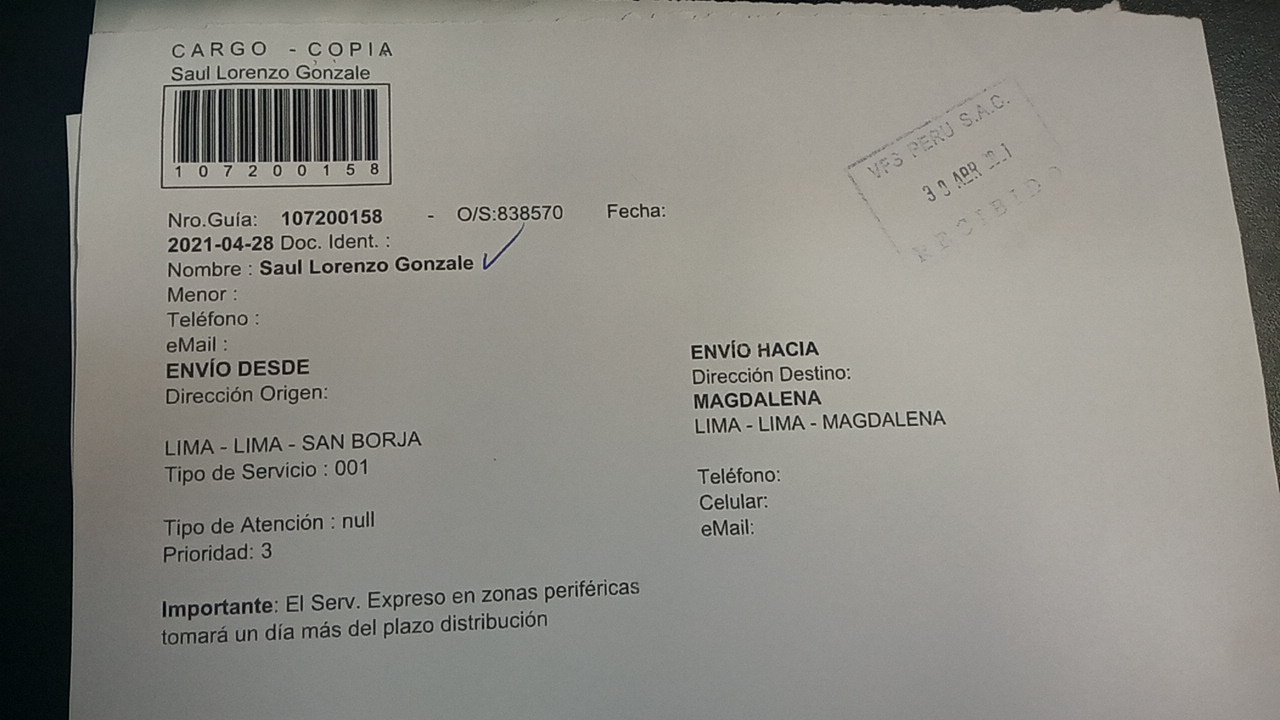 CARGO - COPIA
Saul Lorenzo Gonzale
107200158
VFS PERU S.A.C.
30 APR 21
RECIBIDO
Nro.Guía: 107200158 - O/S:838570 Fecha:
2021-04-28 Doc. Ident. :
Nombre : Saul Lorenzo Gonzale
Menor :
Teléfono :
eMail :
ENVÍO DESDE
Dirección Origen:
LIMA - LIMA - SAN BORJA
Tipo de Servicio : 001
Tipo de Atención : null
Prioridad: 3
ENVÍO HACIA
Dirección Destino:
MAGDALENA
LIMA - LIMA - MAGDALENA
Teléfono:
Celular:
eMail:
Importante: El Serv. Expreso en zonas periféricas
tomará un día más del plazo distribución